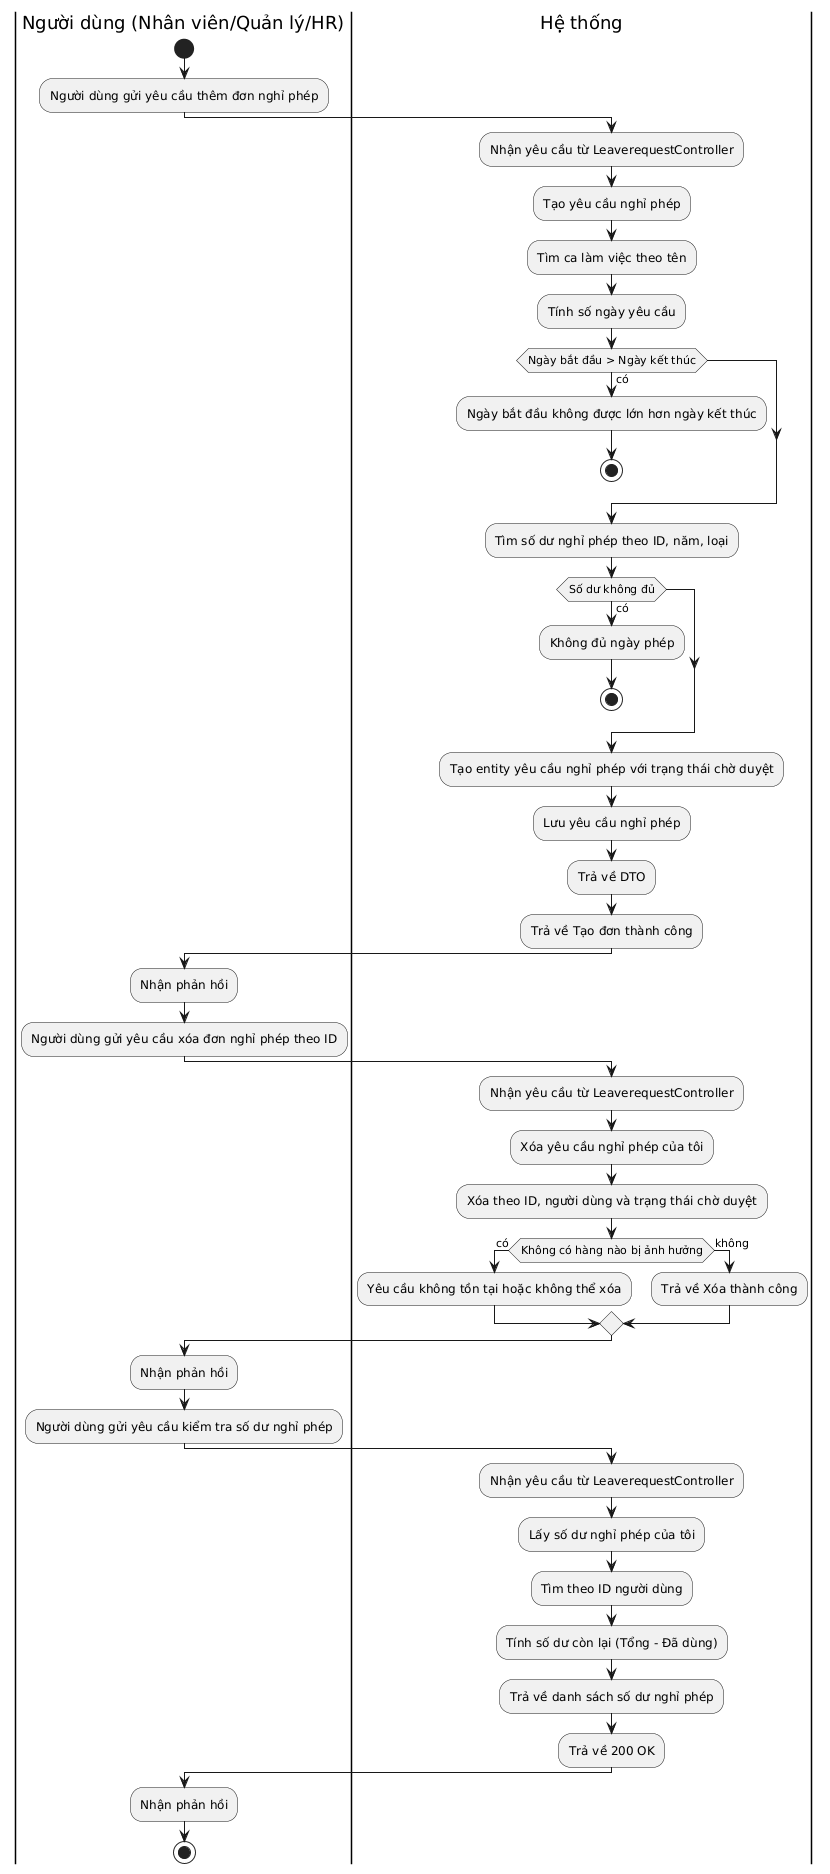 Người dùng (Nhân viên/Quản lý/HR)
Hệ thống
Người dùng gửi yêu cầu thêm đơn nghỉ phép
Nhận yêu cầu từ LeaverequestController
Tạo yêu cầu nghỉ phép
Tìm ca làm việc theo tên
Tính số ngày yêu cầu
Ngày bắt đầu > Ngày kết thúc
có
Ngày bắt đầu không được lớn hơn ngày kết thúc
Tìm số dư nghỉ phép theo ID, năm, loại
Số dư không đủ
có
Không đủ ngày phép
Tạo entity yêu cầu nghỉ phép với trạng thái chờ duyệt
Lưu yêu cầu nghỉ phép
Trả về DTO
Trả về Tạo đơn thành công
Nhận phản hồi
Người dùng gửi yêu cầu xóa đơn nghỉ phép theo ID
Nhận yêu cầu từ LeaverequestController
Xóa yêu cầu nghỉ phép của tôi
Xóa theo ID, người dùng và trạng thái chờ duyệt
có
Không có hàng nào bị ảnh hưởng
không
Yêu cầu không tồn tại hoặc không thể xóa
Trả về Xóa thành công
Nhận phản hồi
Người dùng gửi yêu cầu kiểm tra số dư nghỉ phép
Nhận yêu cầu từ LeaverequestController
Lấy số dư nghỉ phép của tôi
Tìm theo ID người dùng
Tính số dư còn lại (Tổng - Đã dùng)
Trả về danh sách số dư nghỉ phép
Trả về 200 OK
Nhận phản hồi